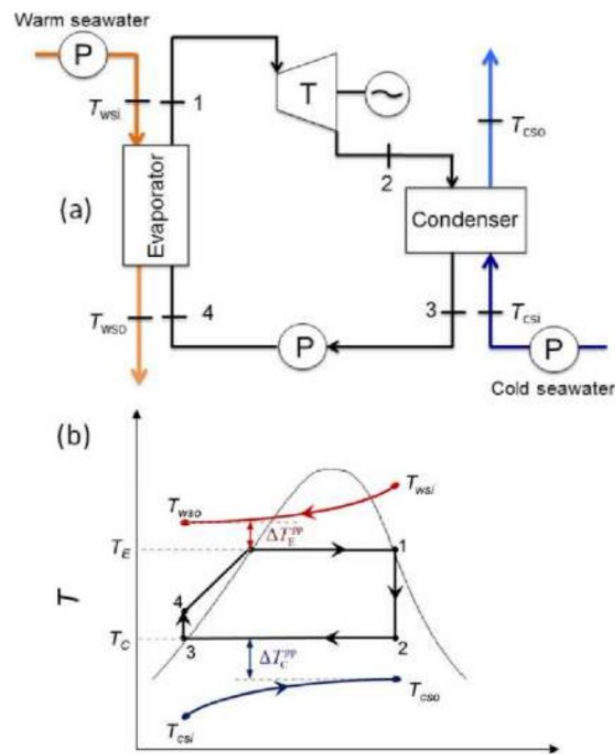 Warm seawater
P
T_wsi
1
T
~
T_cso
2
(a)
Evaporator
Condenser
T_wso
4
3
T_csi
P
P
Cold seawater
(b)
T_wsi
T_wso
ΔT_E^pp
T_E
1
4
T
T_C
3
2
ΔT_C^pp
T_cso
T_csi